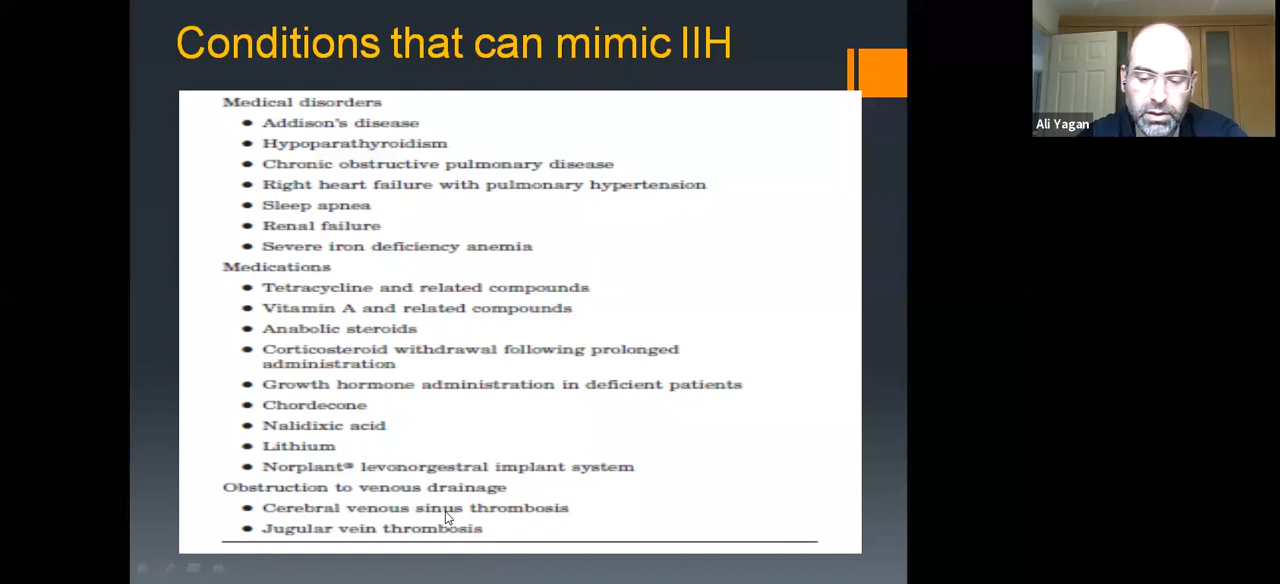 Conditions that can mimic IIH
Ali Yagan
Medical disorders
● Addison's disease
● Hypoparathyroidism
● Chronic obstructive pulmonary disease
● Right heart failure with pulmonary hypertension
● Sleep apnea
● Renal failure
● Severe iron deficiency anemia
Medications
● Tetracycline and related compounds
● Vitamin A and related compounds
● Anabolic steroids
● Corticosteroid withdrawal following prolonged
administration
● Growth hormone administration in deficient patients
● Chordecone
● Nalidixic acid
● Lithium
● Norplant® levonorgestral implant system
Obstruction to venous drainage
● Cerebral venous sinus thrombosis
● Jugular vein thrombosis